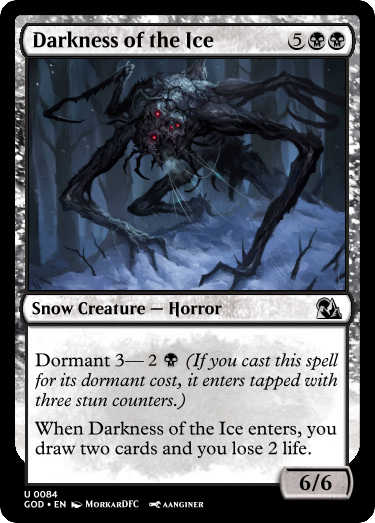 Darkness of the Ice 5
Snow Creature — Horror
Dormant 3— 2 (If you cast this spell
for its dormant cost, it enters tapped with
three stun counters.)
When Darkness of the Ice enters, you
draw two cards and you lose 2 life.
6/6
U 0084
GOD • EN MorkarDFC aanginer